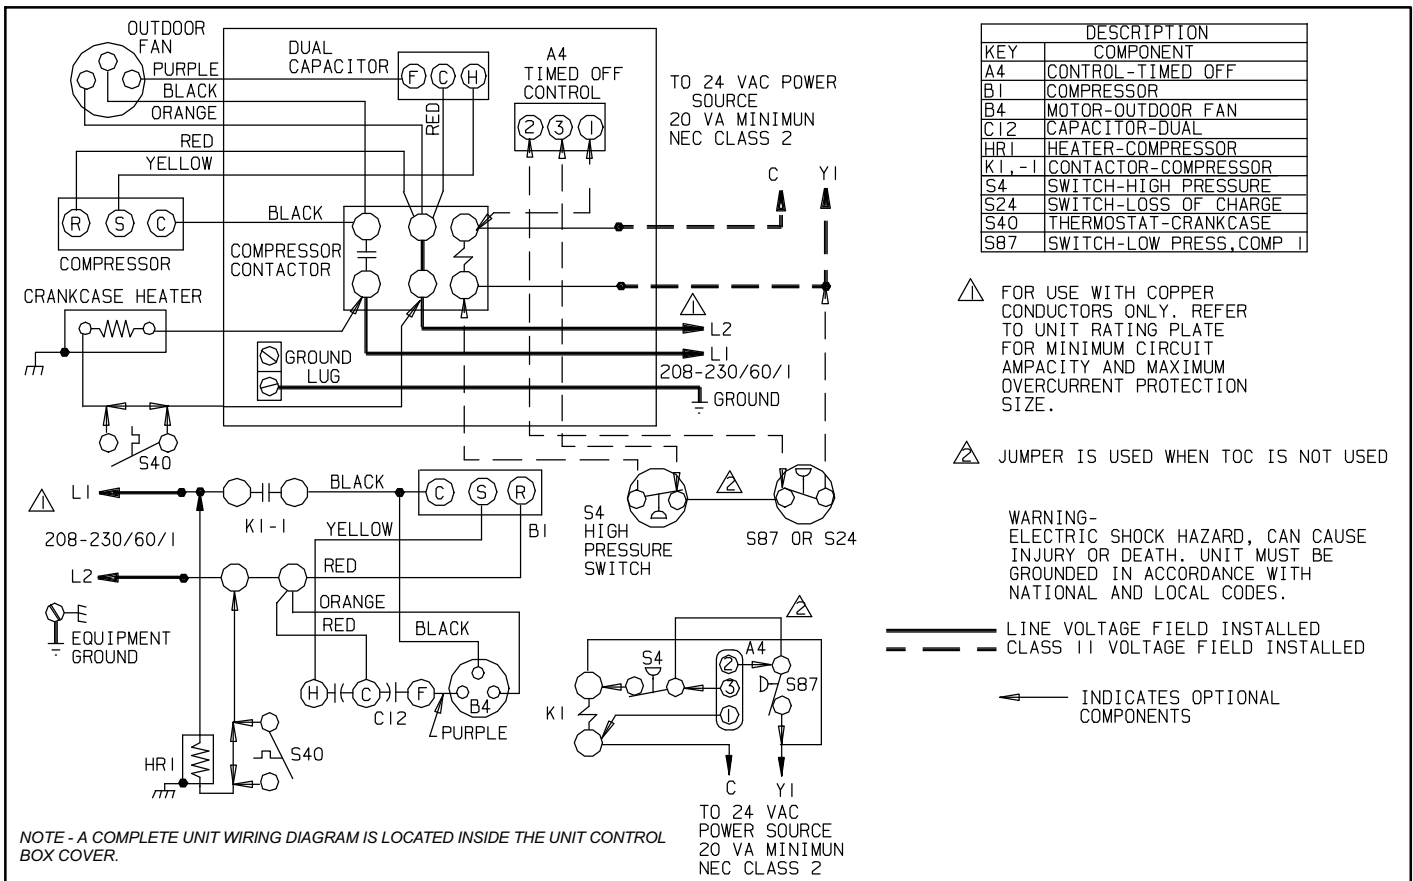 OUTDOOR
FAN
PURPLE
BLACK
ORANGE
RED
YELLOW
DUAL
CAPACITOR
F C H
RED
A4
TIMED OFF
CONTROL
2 3 1
TO 24 VAC POWER
SOURCE
20 VA MINIMUN
NEC CLASS 2
C Y1
R S C
COMPRESSOR
BLACK
COMPRESSOR
CONTACTOR
CRANKCASE HEATER
GROUND
LUG
1
L2
L1
208-230/60/1
GROUND
S40
DESCRIPTION
KEY COMPONENT
A4 CONTROL-TIMED OFF
B1 COMPRESSOR
B4 MOTOR-OUTDOOR FAN
C12 CAPACITOR-DUAL
HR1 HEATER-COMPRESSOR
K1,-1 CONTACTOR-COMPRESSOR
S4 SWITCH-HIGH PRESSURE
S24 SWITCH-LOSS OF CHARGE
S40 THERMOSTAT-CRANKCASE
S87 SWITCH-LOW PRESS,COMP 1
1 FOR USE WITH COPPER
CONDUCTORS ONLY. REFER
TO UNIT RATING PLATE
FOR MINIMUM CIRCUIT
AMPACITY AND MAXIMUM
OVERCURRENT PROTECTION
SIZE.
2 JUMPER IS USED WHEN TOC IS NOT USED
WARNING-
ELECTRIC SHOCK HAZARD, CAN CAUSE
INJURY OR DEATH. UNIT MUST BE
GROUNDED IN ACCORDANCE WITH
NATIONAL AND LOCAL CODES.
LINE VOLTAGE FIELD INSTALLED
CLASS II VOLTAGE FIELD INSTALLED
INDICATES OPTIONAL
COMPONENTS
1
L1
K1-1
BLACK
C S R
B1
208-230/60/1
YELLOW
L2
RED
ORANGE
RED
BLACK
EQUIPMENT
GROUND
H C F
C12
B4
PURPLE
HR1
S40
S4
HIGH
PRESSURE
SWITCH
2
S87 OR S24
2
S4
A4
2
3
1
S87
K1
C Y1
TO 24 VAC
POWER SOURCE
20 VA MINIMUN
NEC CLASS 2
NOTE - A COMPLETE UNIT WIRING DIAGRAM IS LOCATED INSIDE THE UNIT CONTROL
BOX COVER.